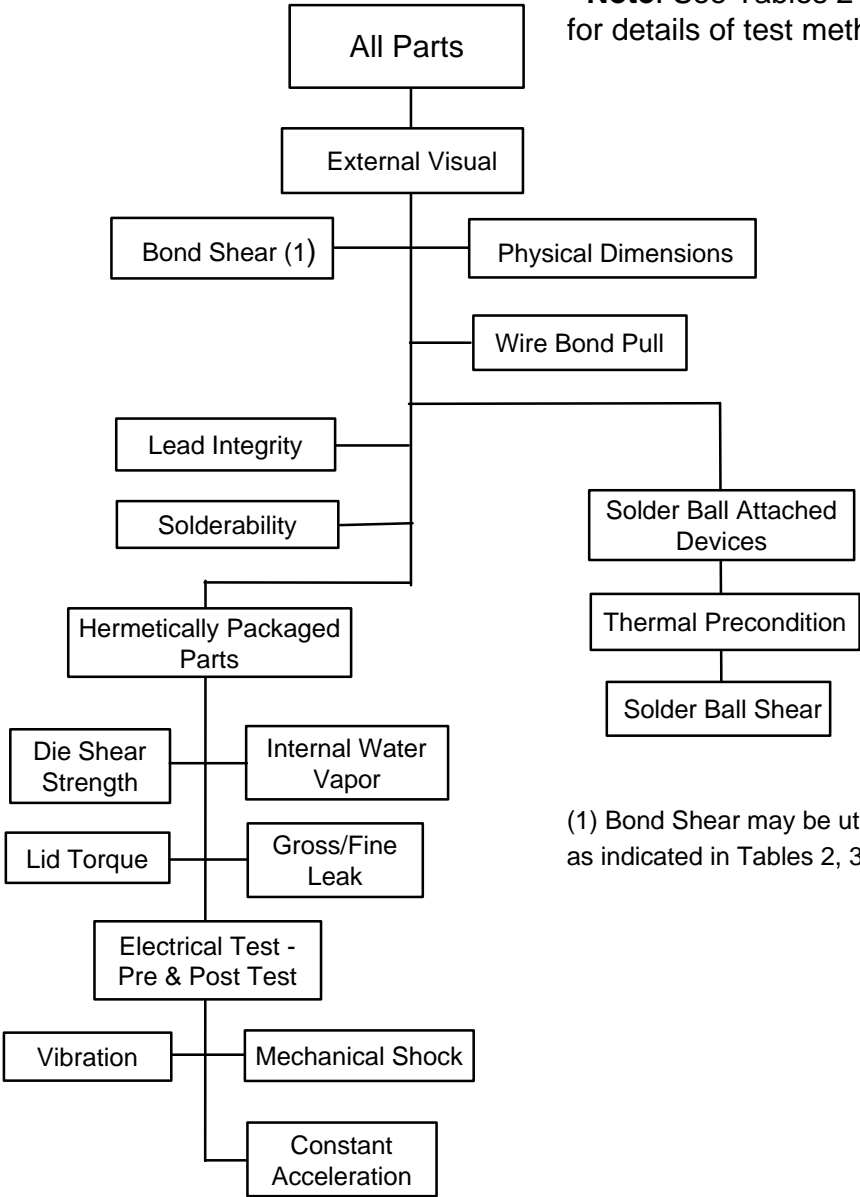 Note: See Tables 2
for details of test meth
All Parts
External Visual
Bond Shear (1)
Physical Dimensions
Wire Bond Pull
Lead Integrity
Solderability
Solder Ball Attached
Devices
Thermal Precondition
Solder Ball Shear
Hermetically Packaged
Parts
Die Shear
Strength
Internal Water
Vapor
Lid Torque
Gross/Fine
Leak
(1) Bond Shear may be ut
as indicated in Tables 2, 3
Electrical Test -
Pre & Post Test
Vibration
Mechanical Shock
Constant
Acceleration